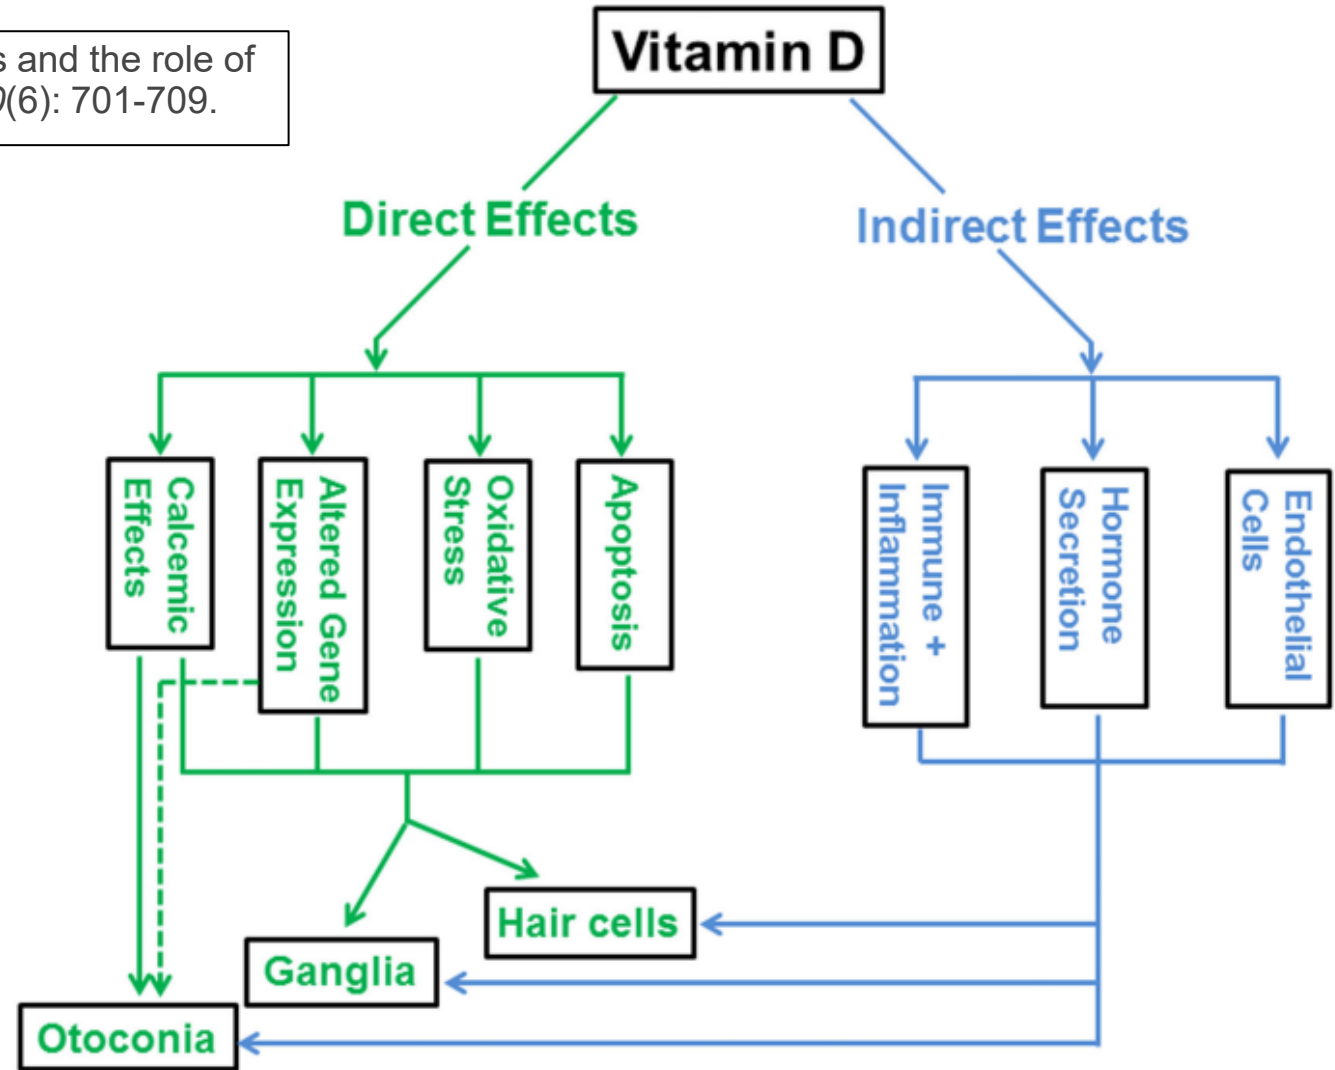 s and the role of
(6): 701-709.
Vitamin D
Direct Effects
Indirect Effects
Calcemic
Effects
Altered Gene
Expression
Oxidative
Stress
Apoptosis
Immune +
Inflammation
Hormone
Secretion
Endothelial
Cells
Hair cells
Ganglia
Otoconia